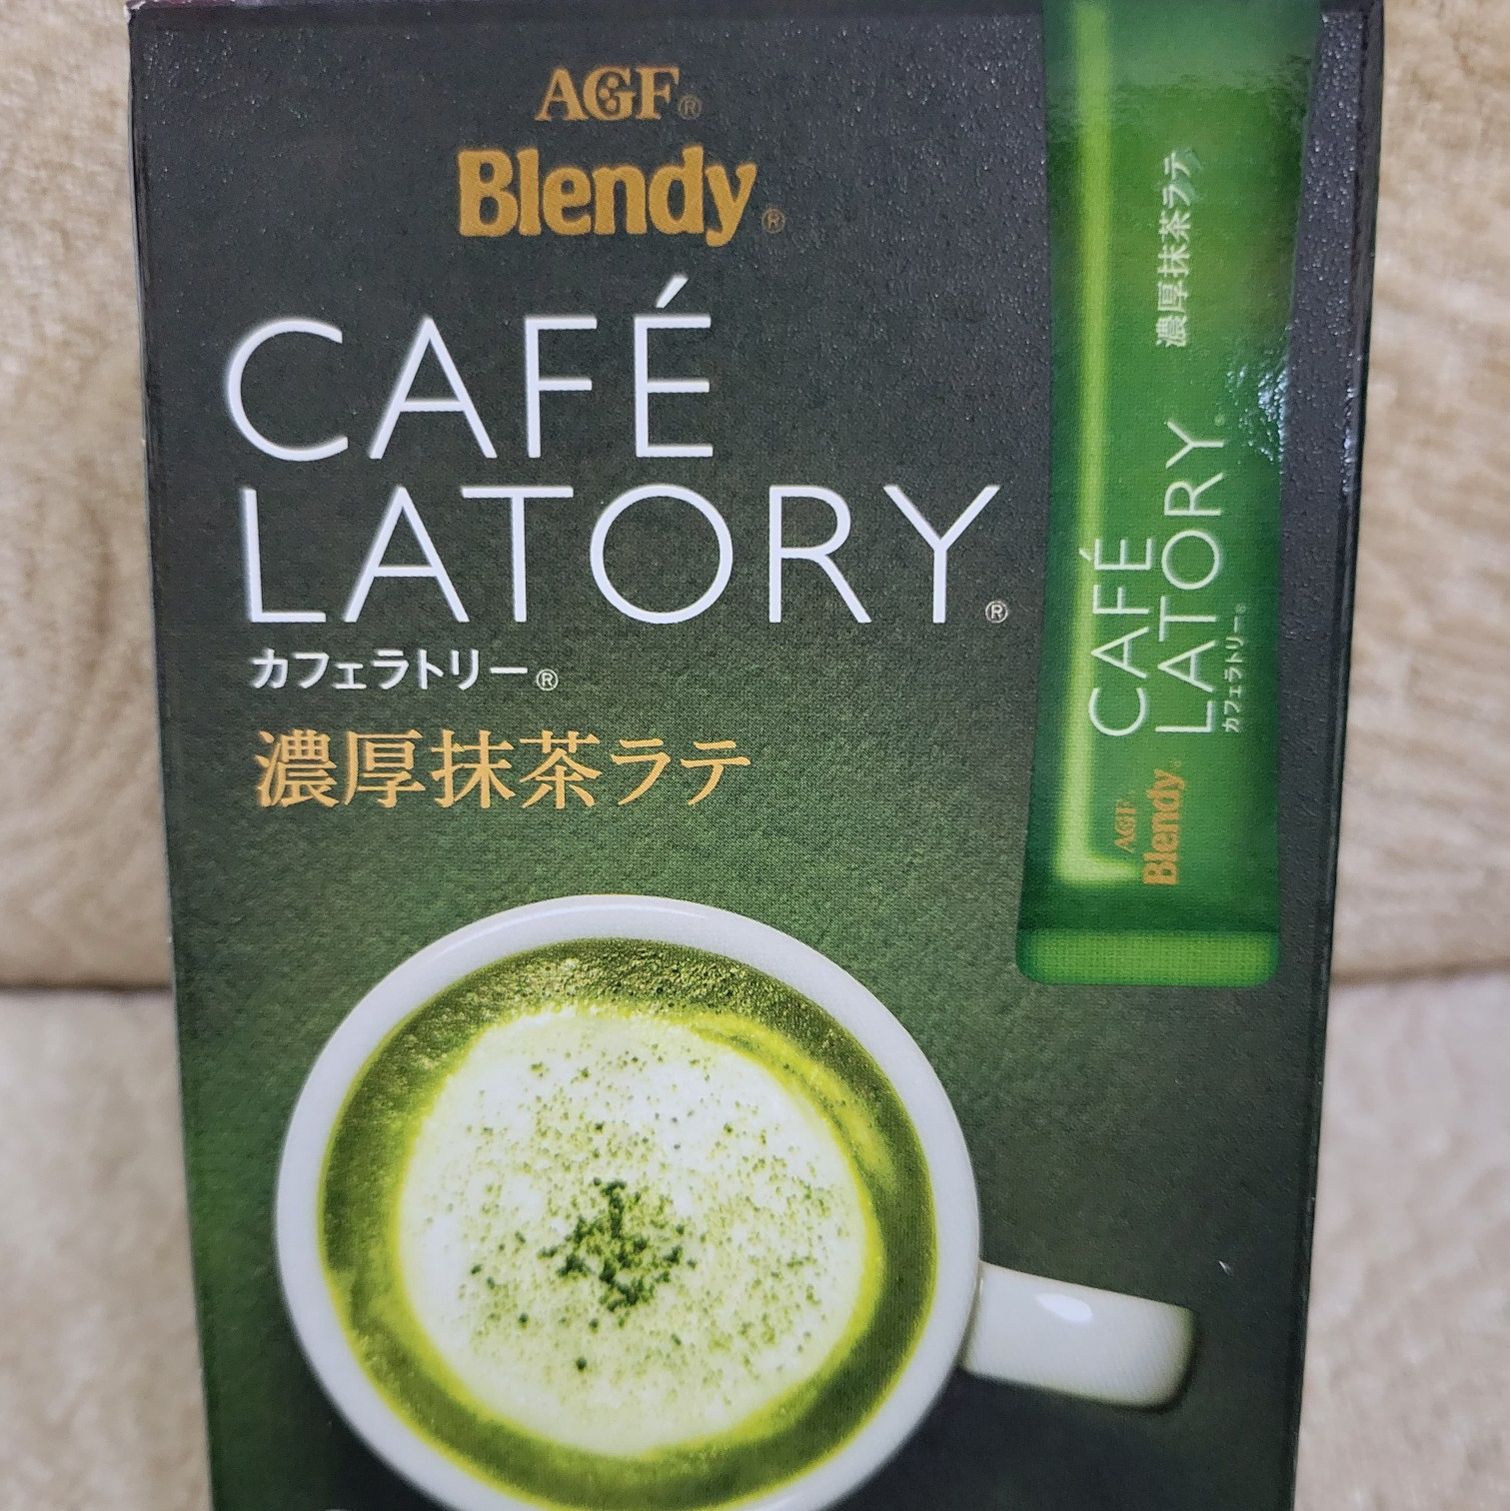 AGF®
Blendy®
CAFÉ
LATORY®
カフェラトリー®
濃厚抹茶ラテ
AGF
Blendy
CAFÉ
LATORY
カフェラトリー®
濃厚抹茶ラテ